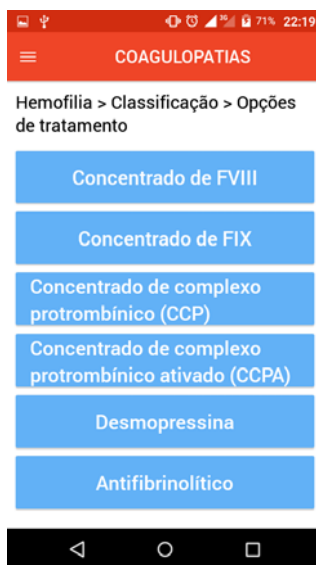 3G 71% 22:19
COAGULOPATIAS
Hemofilia > Classificação > Opções
de tratamento
Concentrado de FVIII
Concentrado de FIX
Concentrado de complexo
protrombínico (CCP)
Concentrado de complexo
protrombínico ativado (CCPA)
Desmopressina
Antifibrinolítico